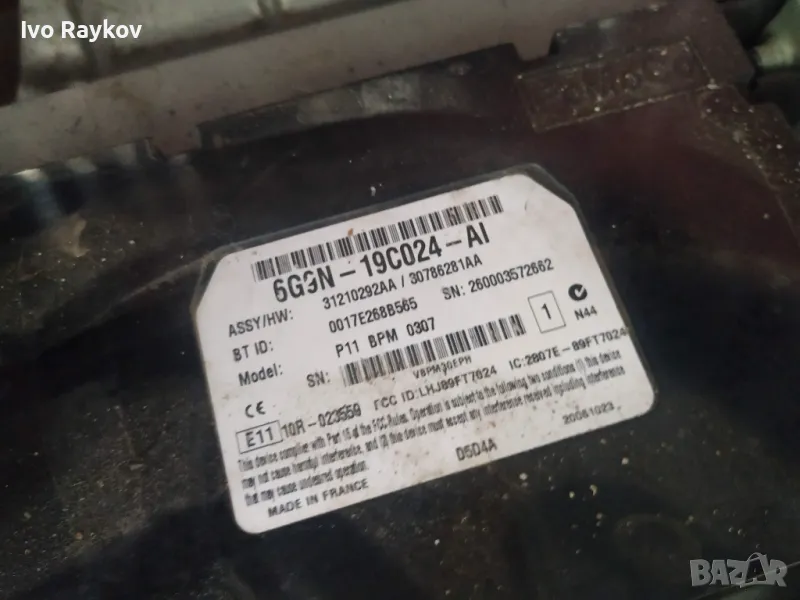 Ivo Raykov
6G9N-19C024-AI
ASSY/HW: 31210292AA / 30786281AA
BT ID: 0017E268B565 SN: 260003572662
Model: P11 BPM 0307
SN:
1
N44
CE FCC ID:LHJ89FT7024 IC:2807E-89FT7024
E11 10R-023559
This device complies with Part 15 of the FCC Rules. Operation is subject to the following two conditions (1) this device
may not cause harmful interference, and (2) this device must accept any interference received including interference
that may cause undesired operation.
D5D4A 20061023
MADE IN FRANCE
BAZAR